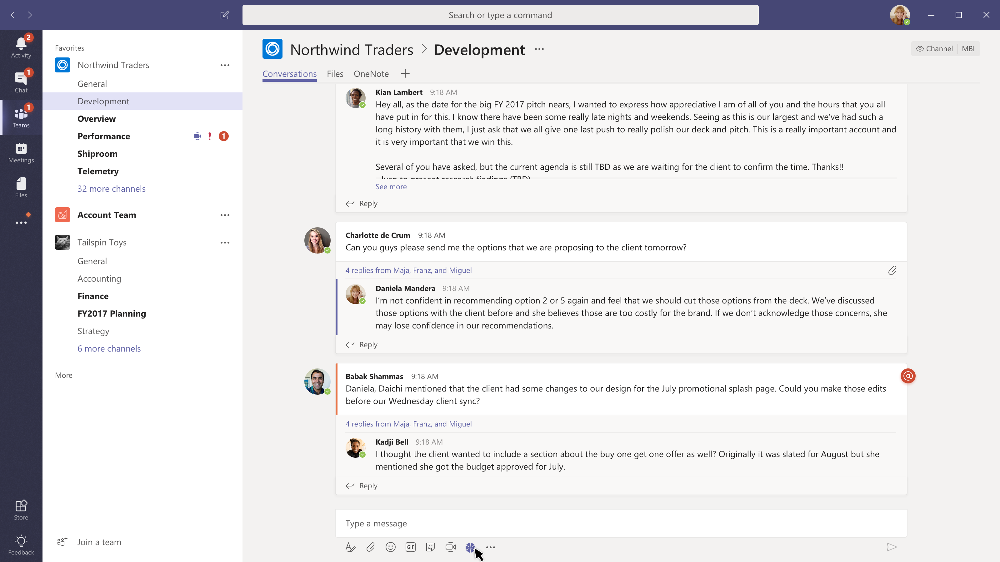 Search or type a command
2
Activity
1
Chat
1
Teams
Meetings
Files
Store
Feedback
Favorites
Northwind Traders
General
Development
Overview
Performance
1
Shiproom
Telemetry
32 more channels
Account Team
Tailspin Toys
General
Accounting
Finance
FY2017 Planning
Strategy
6 more channels
More
Join a team
Northwind Traders > Development
Channel | MBI
Conversations Files OneNote
Kian Lambert 9:18 AM
Hey all, as the date for the big FY 2017 pitch nears, I wanted to express how appreciative I am of all of you and the hours that you all
have put in for this. I know there have been some really late nights and weekends. Seeing as this is our largest and we’ve had such a
long history with them, I just ask that we all give one last push to really polish our deck and pitch. This is a really important account and
it is very important that we win this.
Several of you have asked, but the current agenda is still TBD as we are waiting for the client to confirm the time. Thanks!!
to present research findings (TBD)
See more
Reply
Charlotte de Crum 9:18 AM
Can you guys please send me the options that we are proposing to the client tomorrow?
4 replies from Maja, Franz, and Miguel
Daniela Mandera 9:18 AM
I’m not confident in recommending option 2 or 5 again and feel that we should cut those options from the deck. We’ve discussed
those options with the client before and she believes those are too costly for the brand. If we don’t acknowledge those concerns, she
may lose confidence in our recommendations.
Reply
Babak Shammas 9:18 AM
@
Daniela, Daichi mentioned that the client had some changes to our design for the July promotional splash page. Could you make those edits
before our Wednesday client sync?
4 replies from Maja, Franz, and Miguel
Kadji Bell 9:18 AM
I thought the client wanted to include a section about the buy one get one offer as well? Originally it was slated for August but she
mentioned she got the budget approved for July.
Reply
Type a message
GIF